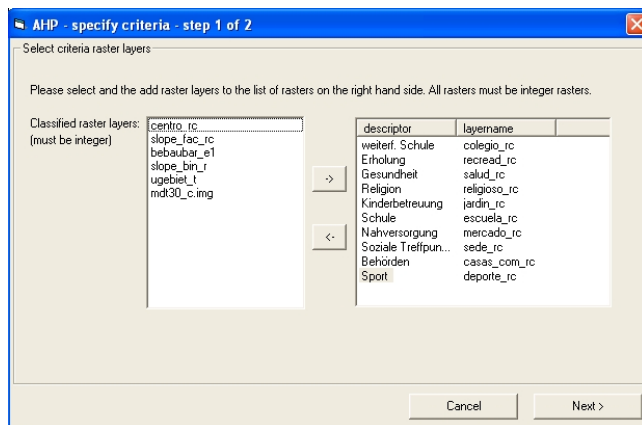 AHP - specify criteria - step 1 of 2
Select criteria raster layers
Please select and the add raster layers to the list of rasters on the right hand side. All rasters must be integer rasters.
Classified raster layers:
(must be integer)
centro_rc
slope_fac_rc
bebaubar_e1
slope_bin_r
ugebiet_t
mdt30_c.img
->
<-
descriptor layername
weiterf. Schule colegio_rc
Erholung recread_rc
Gesundheit salud_rc
Religion religioso_rc
Kinderbetreuung jardin_rc
Schule escuela_rc
Nahversorgung mercado_rc
Soziale Treffpun... sede_rc
Behörden casas_com_rc
Sport deporte_rc
Cancel
Next >